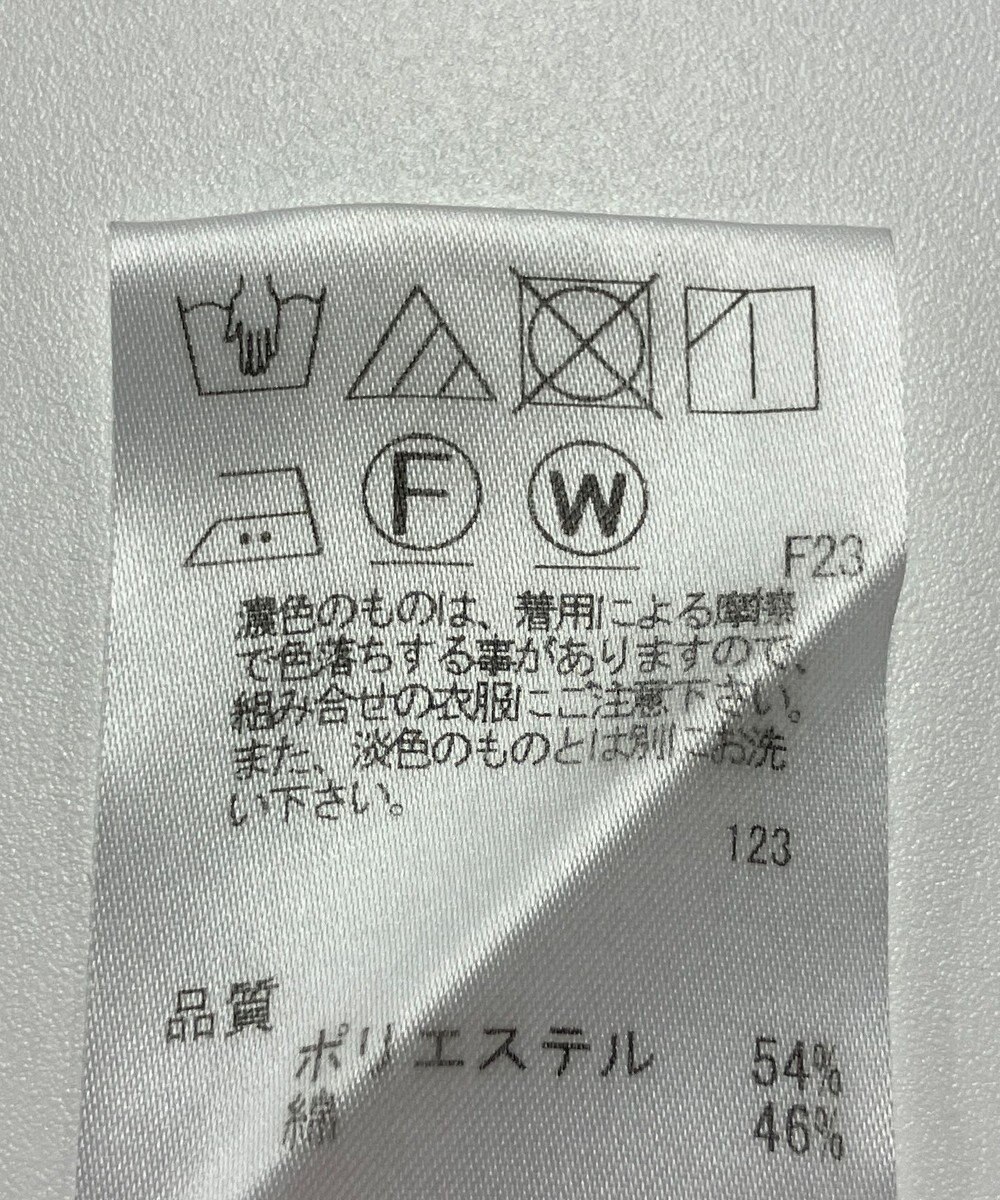 F W
F23
濃色のものは、着用による摩擦
で色落ちする事がありますので、
組み合せの衣服にご注意下さい。
また、淡色のものとは別にお洗
い下さい。
123
品質
ポリエステル 54%
綿 46%